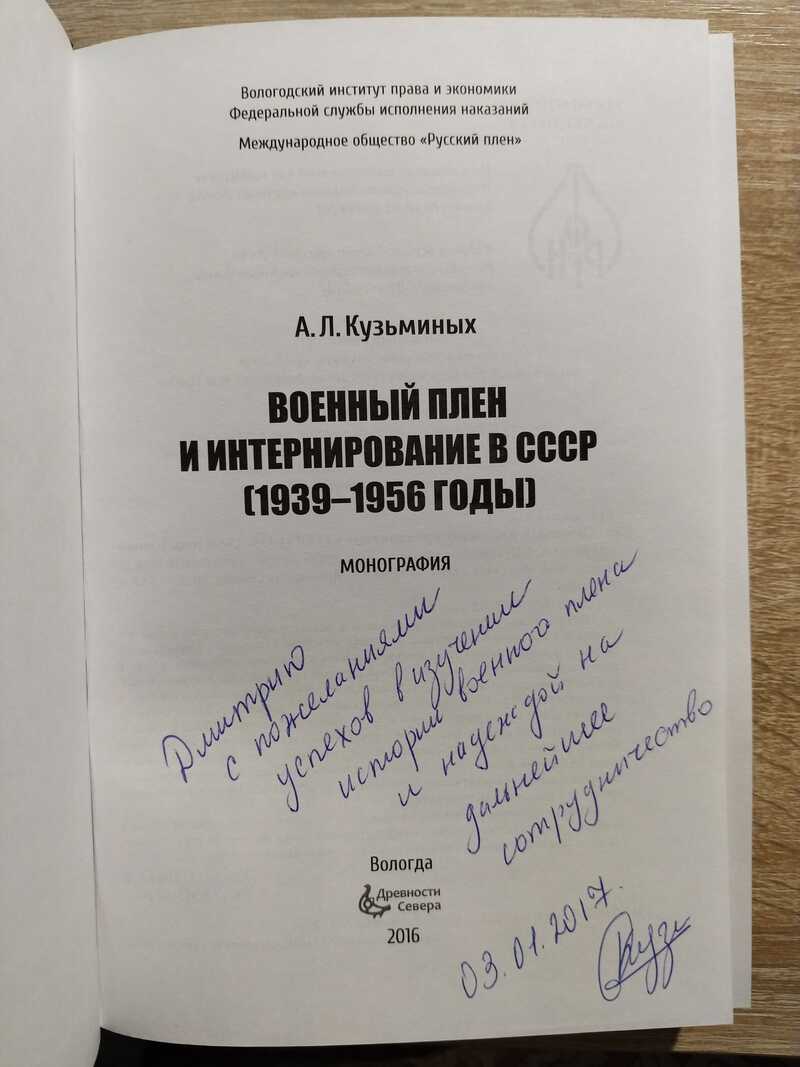 Вологодский институт права и экономики
Федеральной службы исполнения наказаний
Международное общество «Русский плен»
А. Л. Кузьминых
ВОЕННЫЙ ПЛЕН
И ИНТЕРНИРОВАНИЕ В СССР
(1939–1956 ГОДЫ)
МОНОГРАФИЯ
Дмитрию
с пожеланиями
успехов в изучении
истории военного плена
и надеждой на
дальнейшее
сотрудничество
Вологда
Древности
Севера
2016
03.01.2017.